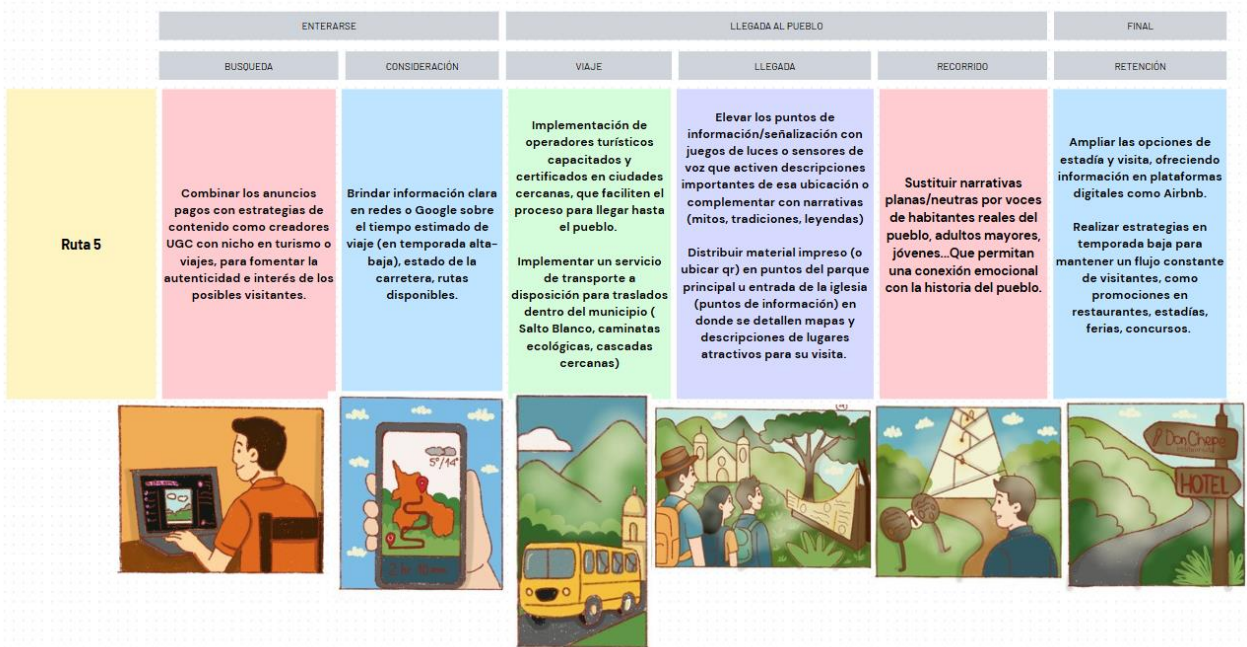 ENTERARSE
LLEGADA AL PUEBLO
FINAL
BUSQUEDA
CONSIDERACIÓN
VIAJE
LLEGADA
RECORRIDO
RETENCIÓN
Ruta 5
Combinar los anuncios
pagos con estrategias de
contenido como creadores
UGC con nicho en turismo o
viajes, para fomentar la
autenticidad e interés de los
posibles visitantes.
Brindar información clara
en redes o Google sobre
el tiempo estimado de
viaje (en temporada alta-
baja), estado de la
carretera, rutas
disponibles.
Implementación de
operadores turísticos
capacitados y
certificados en ciudades
cercanas, que faciliten el
proceso para llegar hasta
el pueblo.
Implementar un servicio
de transporte a
disposición para traslados
dentro del municipio (
Salto Blanco, caminatas
ecológicas, cascadas
cercanas)
Elevar los puntos de
información/señalización con
juegos de luces o sensores de
voz que activen descripciones
importantes de esa ubicación o
complementar con narrativas
(mitos, tradiciones, leyendas)
Distribuir material impreso (o
ubicar qr) en puntos del parque
principal u entrada de la iglesia
(puntos de información) en
donde se detallen mapas y
descripciones de lugares
atractivos para su visita.
Sustituir narrativas
planas/neutras por voces
de habitantes reales del
pueblo, adultos mayores,
jóvenes...Que permitan
una conexión emocional
con la historia del pueblo.
Ampliar las opciones de
estadía y visita, ofreciendo
información en plataformas
digitales como Airbnb.
Realizar estrategias en
temporada baja para
mantener un flujo constante
de visitantes, como
promociones en
restaurantes, estadías,
ferias, concursos.
5°/14°
Don Chepe
HOTEL